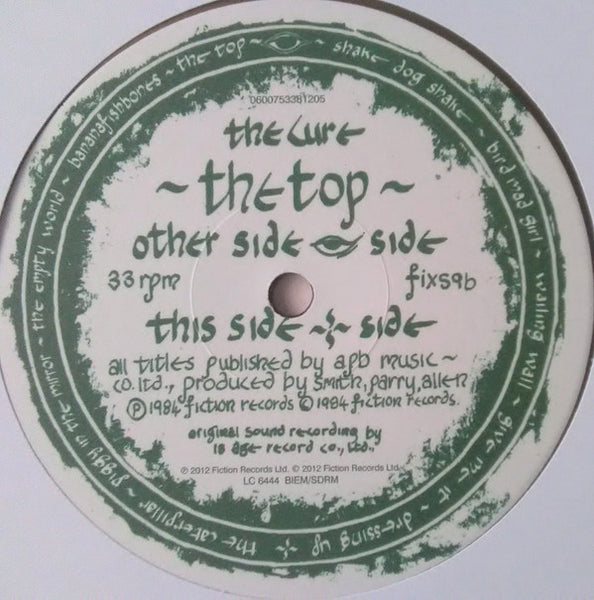 ~ shake dog shake ~ bird mad girl ~ wailing wall ~ give me it ~ dressing up ~ the caterpillar ~ piggy in the mirror ~ the empty world ~ bananafishbones ~ the top ~
0600753381205
the cure
~ the top ~
other side side
33 rpm fixs9b
this side side
all titles published by apb music ~
co. ltd., produced by smith, parry, allen
℗ 1984 fiction records © 1984 fiction records.
original sound recording by
18 age record co., ltd.,
℗ 2012 Fiction Records Ltd. © 2012 Fiction Records Ltd.
LC 6444 BIEM/SDRM